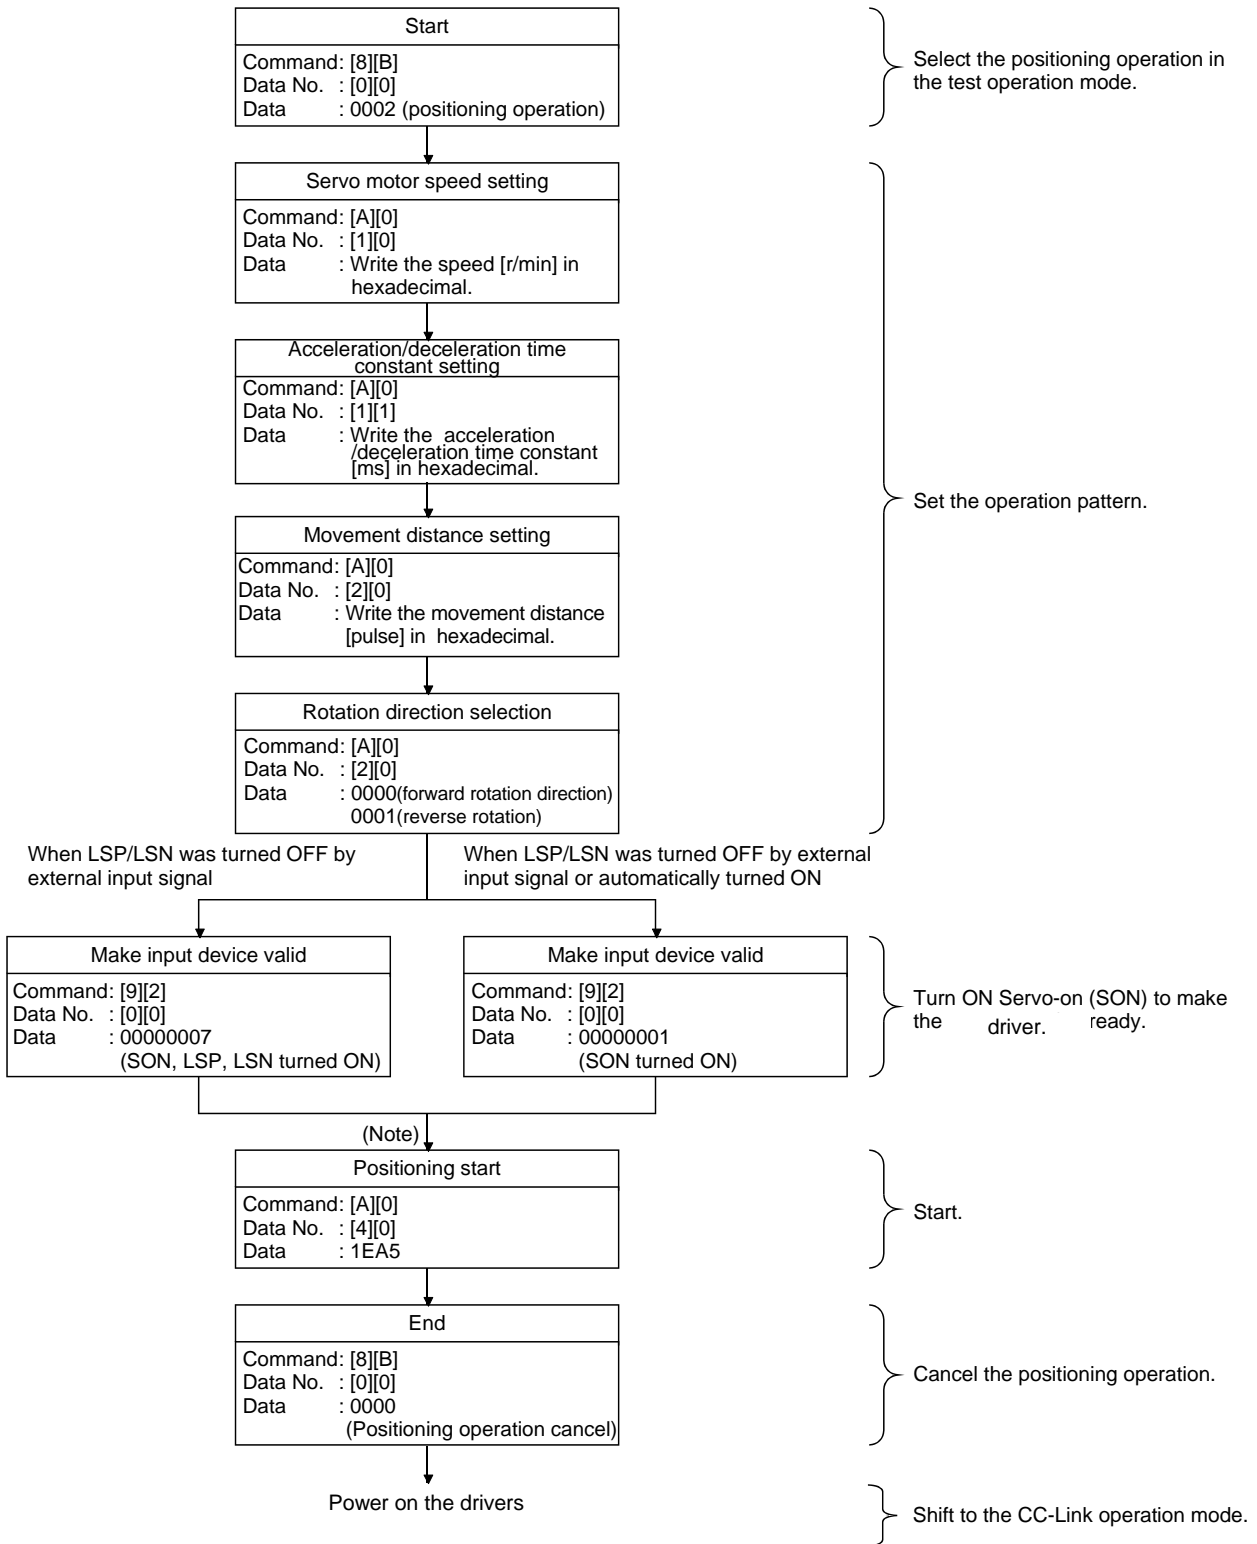 Start
Command: [8][B]
Data No. : [0][0]
Data : 0002 (positioning operation)
Select the positioning operation in
the test operation mode.
Servo motor speed setting
Command: [A][0]
Data No. : [1][0]
Data : Write the speed [r/min] in
hexadecimal.
Acceleration/deceleration time
constant setting
Command: [A][0]
Data No. : [1][1]
Data : Write the acceleration
/deceleration time constant
[ms] in hexadecimal.
Set the operation pattern.
Movement distance setting
Command: [A][0]
Data No. : [2][0]
Data : Write the movement distance
[pulse] in hexadecimal.
Rotation direction selection
Command: [A][0]
Data No. : [2][0]
Data : 0000(forward rotation direction)
0001(reverse rotation)
When LSP/LSN was turned OFF by
external input signal
When LSP/LSN was turned OFF by external
input signal or automatically turned ON
Make input device valid
Command: [9][2]
Data No. : [0][0]
Data : 00000007
(SON, LSP, LSN turned ON)
Make input device valid
Command: [9][2]
Data No. : [0][0]
Data : 00000001
(SON turned ON)
Turn ON Servo-on (SON) to make
the driver. ready.
(Note)
Positioning start
Command: [A][0]
Data No. : [4][0]
Data : 1EA5
Start.
End
Command: [8][B]
Data No. : [0][0]
Data : 0000
(Positioning operation cancel)
Cancel the positioning operation.
Power on the drivers
Shift to the CC-Link operation mode.